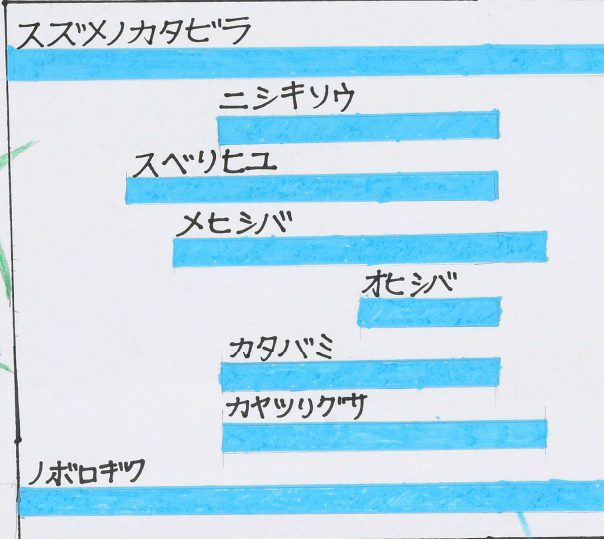 スズメノカタビラ
ニシキソウ
スベリヒユ
メヒシバ
オヒシバ
カタバミ
カヤツリグサ
ノボロギク